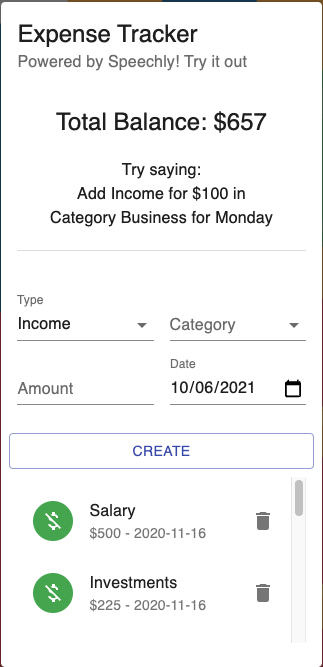 Expense Tracker
Powered by Speechly! Try it out
Total Balance: $657
Try saying:
Add Income for $100 in
Category Business for Monday
Type
Income
Category
Amount
Date
10/06/2021
CREATE
Salary
$500 - 2020-11-16
Investments
$225 - 2020-11-16